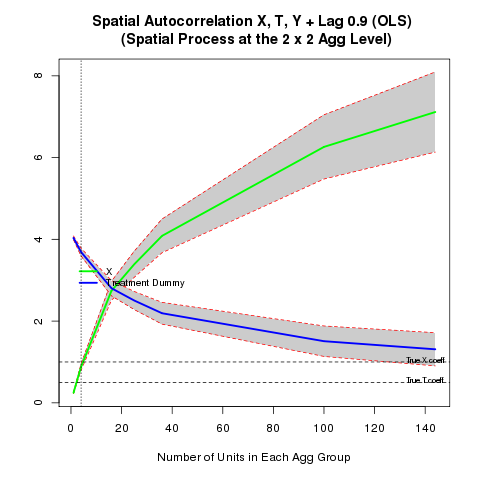 Spatial Autocorrelation X, T, Y + Lag 0.9 (OLS)
(Spatial Process at the 2 x 2 Agg Level)
8
6
4
2
0
X
Treatment Dummy
True X coeff.
True T coeff.
0 20 40 60 80 100 120 140
Number of Units in Each Agg Group